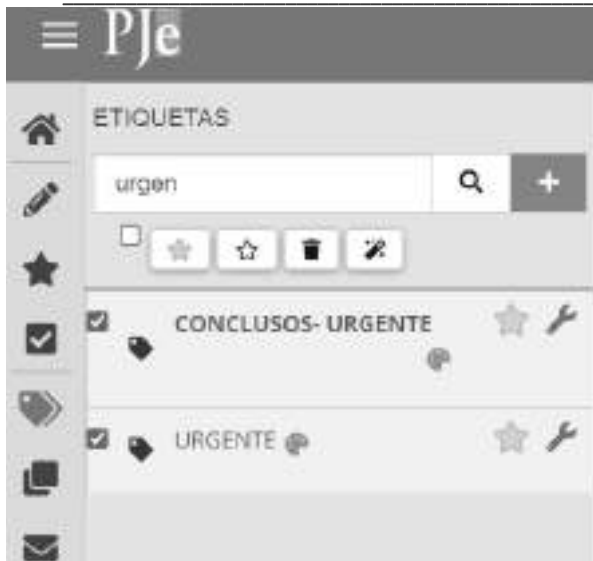 PJe
ETIQUETAS
urgen
CONCLUSOS- URGENTE
URGENTE